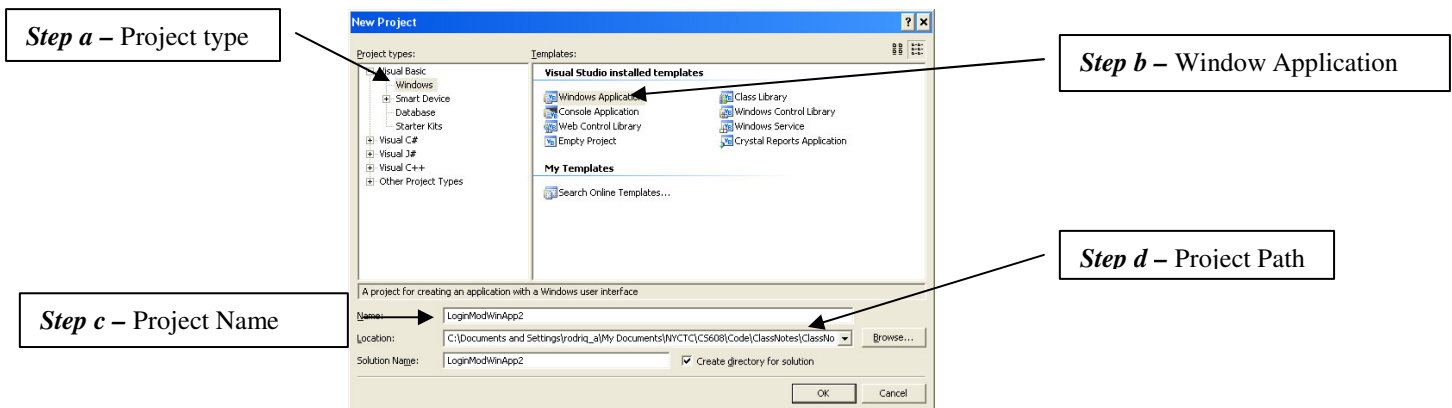 Step a – Project type
Step b – Window Application
Step c – Project Name
Step d – Project Path
New Project
Project types:
Visual Basic
Windows
Smart Device
Database
Starter Kits
Visual C#
Visual J#
Visual C++
Other Project Types
Templates:
Visual Studio installed templates
Windows Application
Console Application
Web Control Library
Empty Project
Class Library
Windows Control Library
Windows Service
Crystal Reports Application
My Templates
Search Online Templates...
A project for creating an application with a Windows user interface
Name:
LoginModWinApp2
Location:
C:\Documents and Settings\rodriq_a\My Documents\NYCTC\CS608\Code\ClassNotes\ClassNo
Browse...
Solution Name:
LoginModWinApp2
Create directory for solution
OK
Cancel